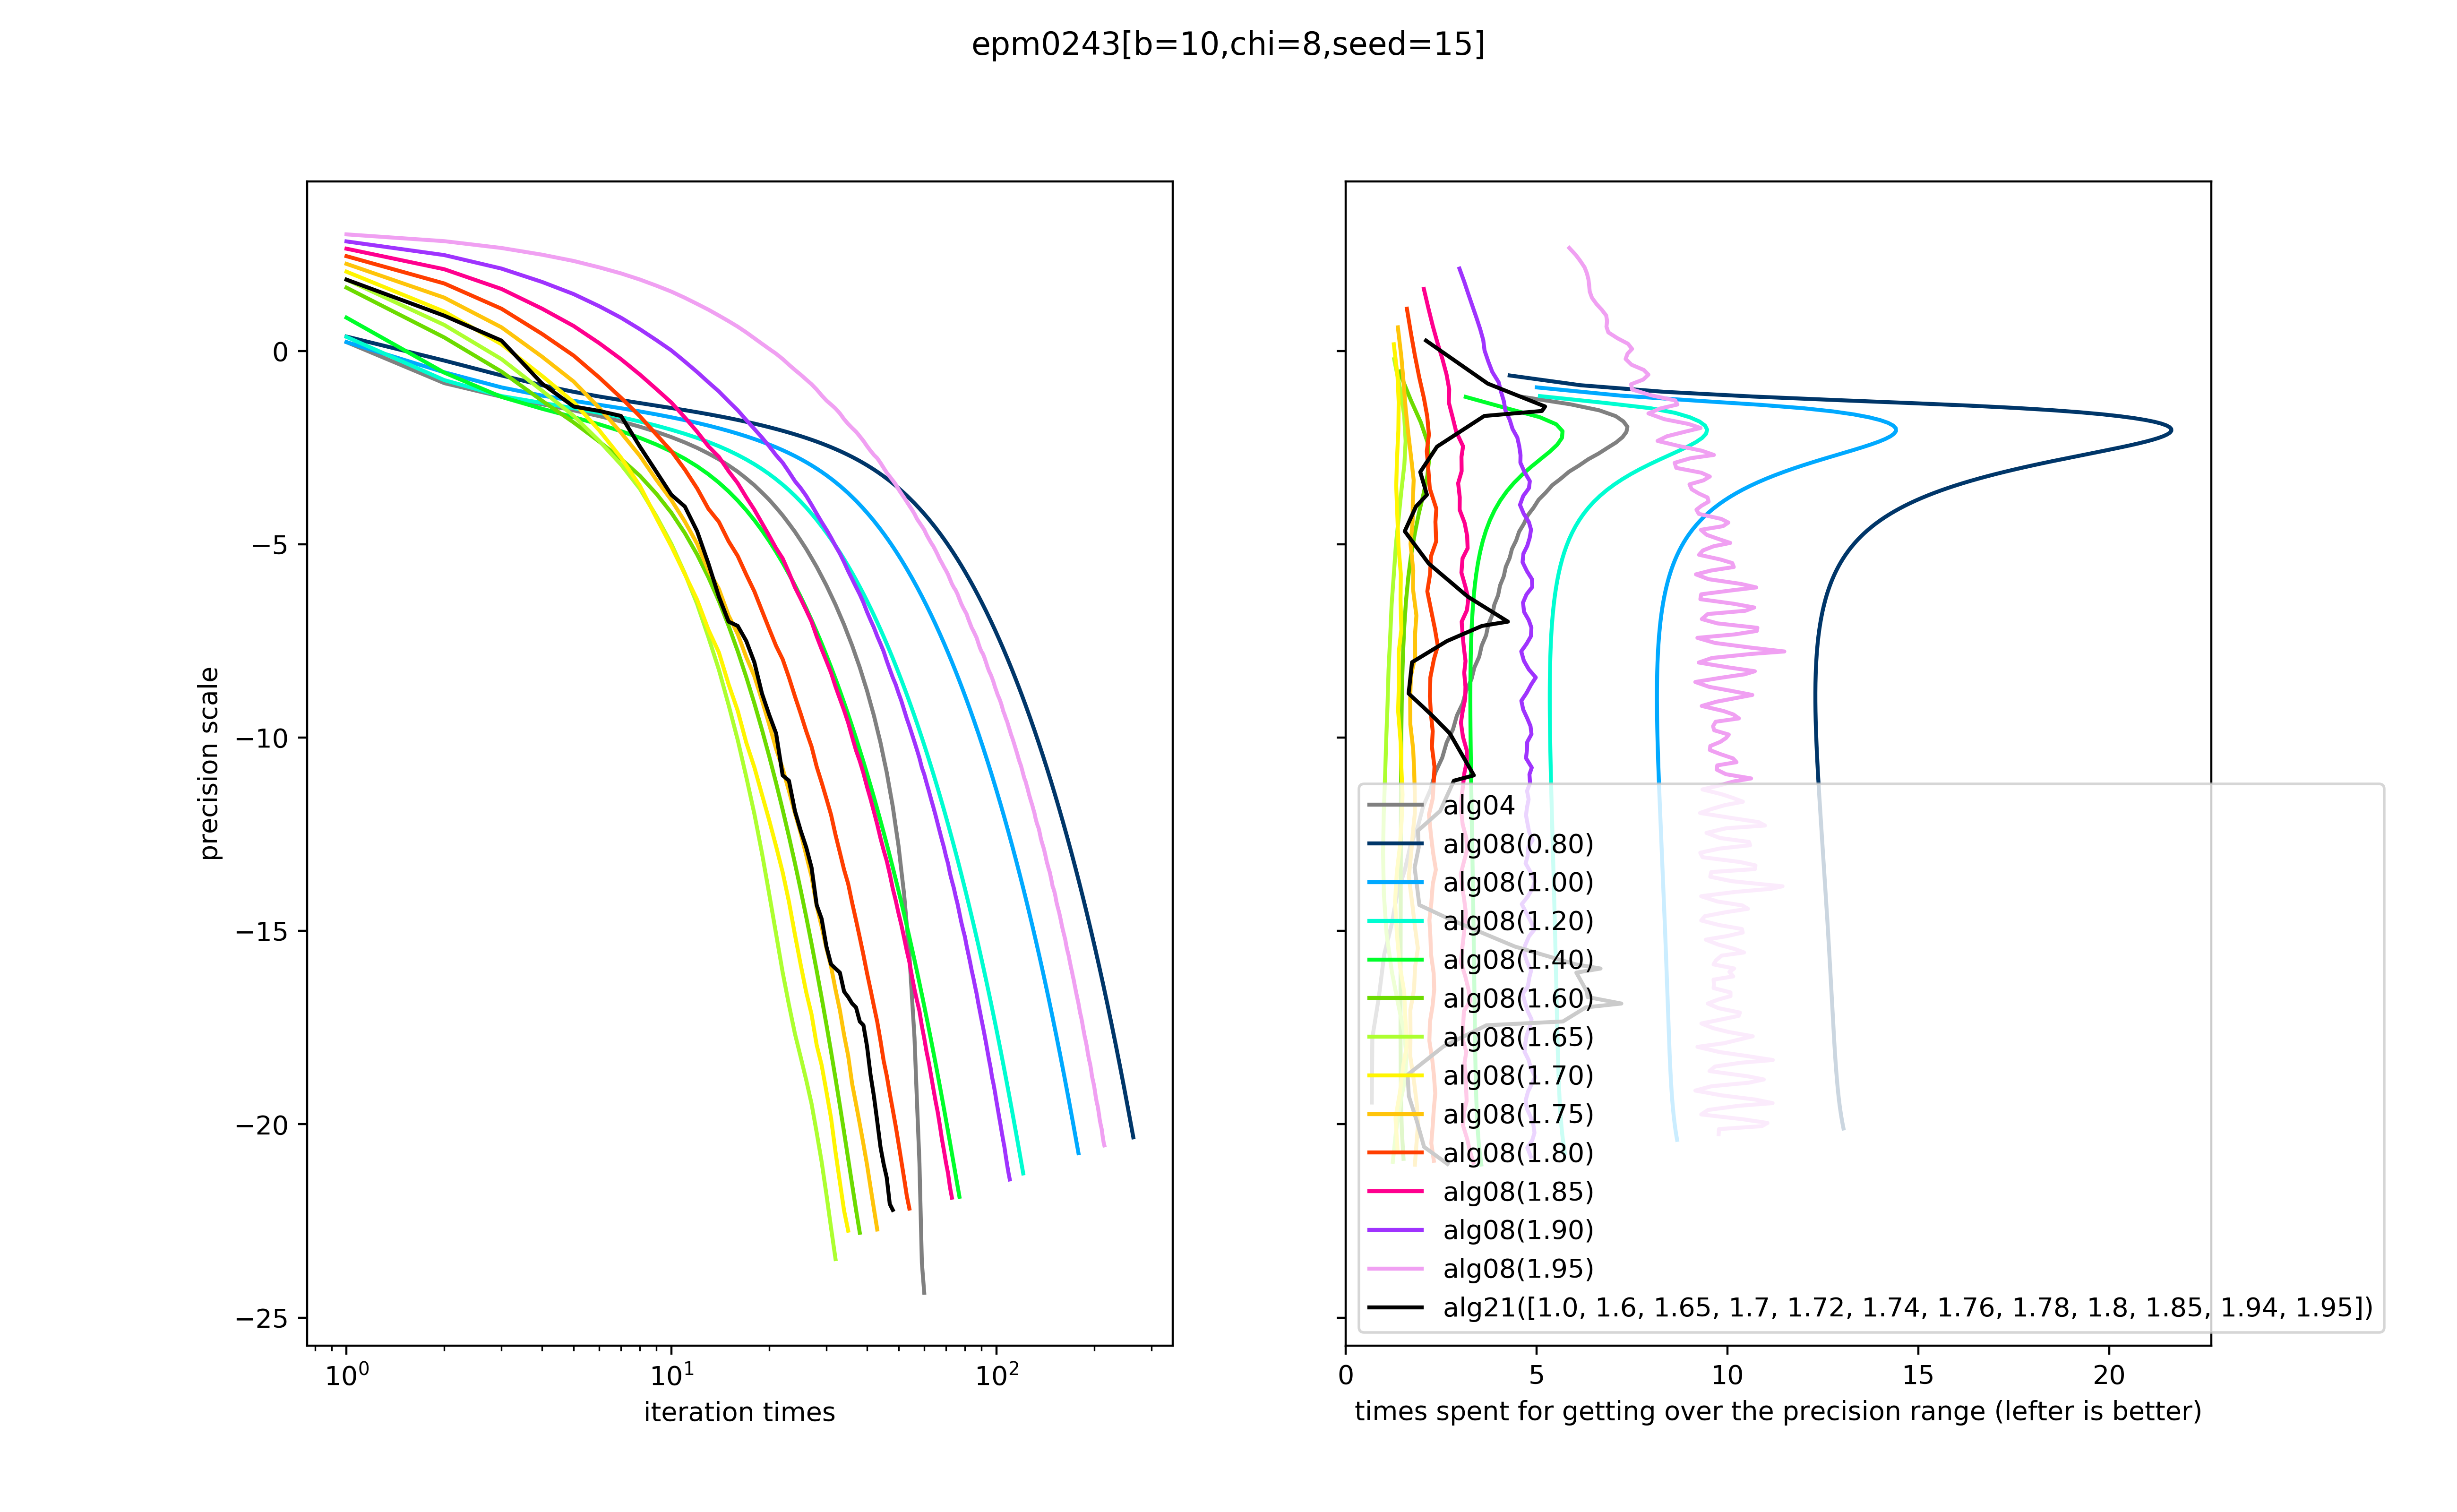 epm0243[b=10,chi=8,seed=15]
precision scale
0
−5
−10
−15
−20
−25
10⁰
10¹
10²
iteration times
alg04
alg08(0.80)
alg08(1.00)
alg08(1.20)
alg08(1.40)
alg08(1.60)
alg08(1.65)
alg08(1.70)
alg08(1.75)
alg08(1.80)
alg08(1.85)
alg08(1.90)
alg08(1.95)
alg21([1.0, 1.6, 1.65, 1.7, 1.72, 1.74, 1.76, 1.78, 1.8, 1.85, 1.94, 1.95])
0
5
10
15
20
times spent for getting over the precision range (lefter is better)